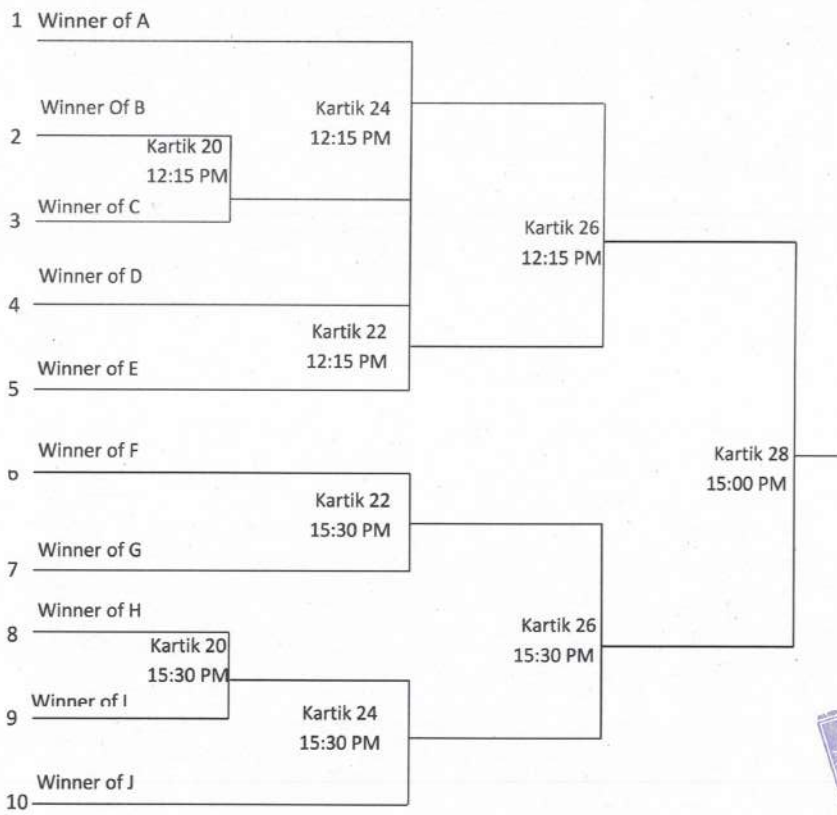 1 Winner of A
Winner Of B
Kartik 24
12:15 PM
2
Kartik 20
12:15 PM
Winner of C
3
Kartik 26
12:15 PM
Winner of D
4
Kartik 22
12:15 PM
Winner of E
5
Winner of F
Kartik 28
15:00 PM
6
Kartik 22
15:30 PM
Winner of G
7
Winner of H
8
Kartik 20
15:30 PM
Kartik 26
15:30 PM
Winner of I
9
Kartik 24
15:30 PM
Winner of J
10